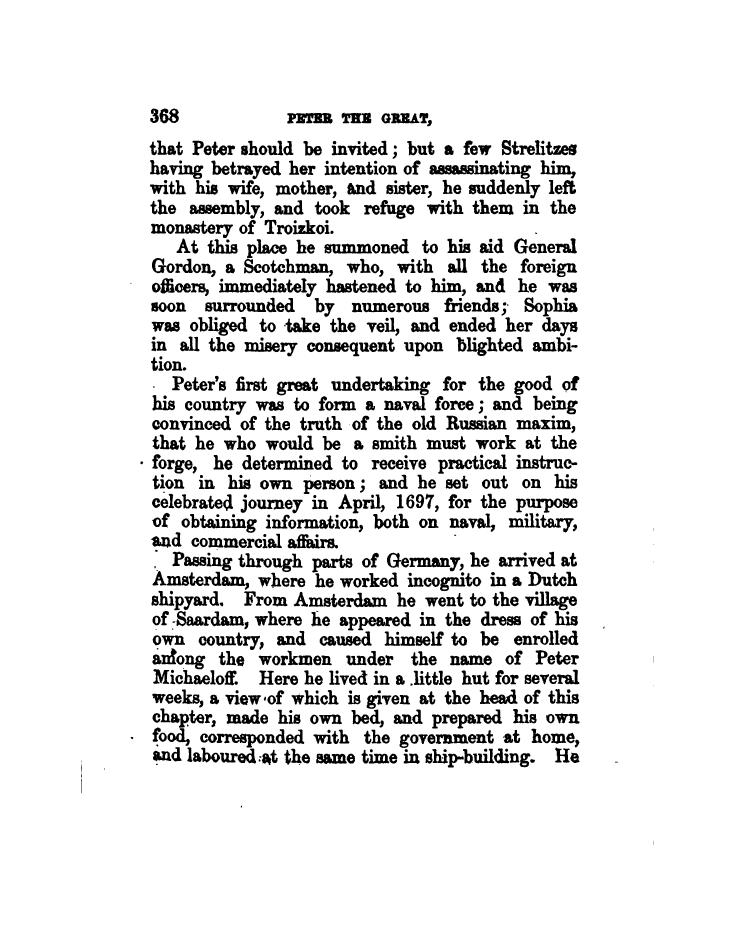 368 PETER THE GREAT,
that Peter should be invited; but a few Strelitzes
having betrayed her intention of assassinating him,
with his wife, mother, and sister, he suddenly left
the assembly, and took refuge with them in the
monastery of Troizkoi.
At this place he summoned to his aid General
Gordon, a Scotchman, who, with all the foreign
officers, immediately hastened to him, and he was
soon surrounded by numerous friends; Sophia
was obliged to take the veil, and ended her days
in all the misery consequent upon blighted ambi-
tion.
Peter's first great undertaking for the good of
his country was to form a naval force; and being
convinced of the truth of the old Russian maxim,
that he who would be a smith must work at the
forge, he determined to receive practical instruc-
tion in his own person; and he set out on his
celebrated journey in April, 1697, for the purpose
of obtaining information, both on naval, military,
and commercial affairs.
Passing through parts of Germany, he arrived at
Amsterdam, where he worked incognito in a Dutch
shipyard. From Amsterdam he went to the village
of Saardam, where he appeared in the dress of his
own country, and caused himself to be enrolled
among the workmen under the name of Peter
Michaeloff. Here he lived in a little hut for several
weeks, a view of which is given at the head of this
chapter, made his own bed, and prepared his own
food, corresponded with the government at home,
and laboured at the same time in ship-building. He